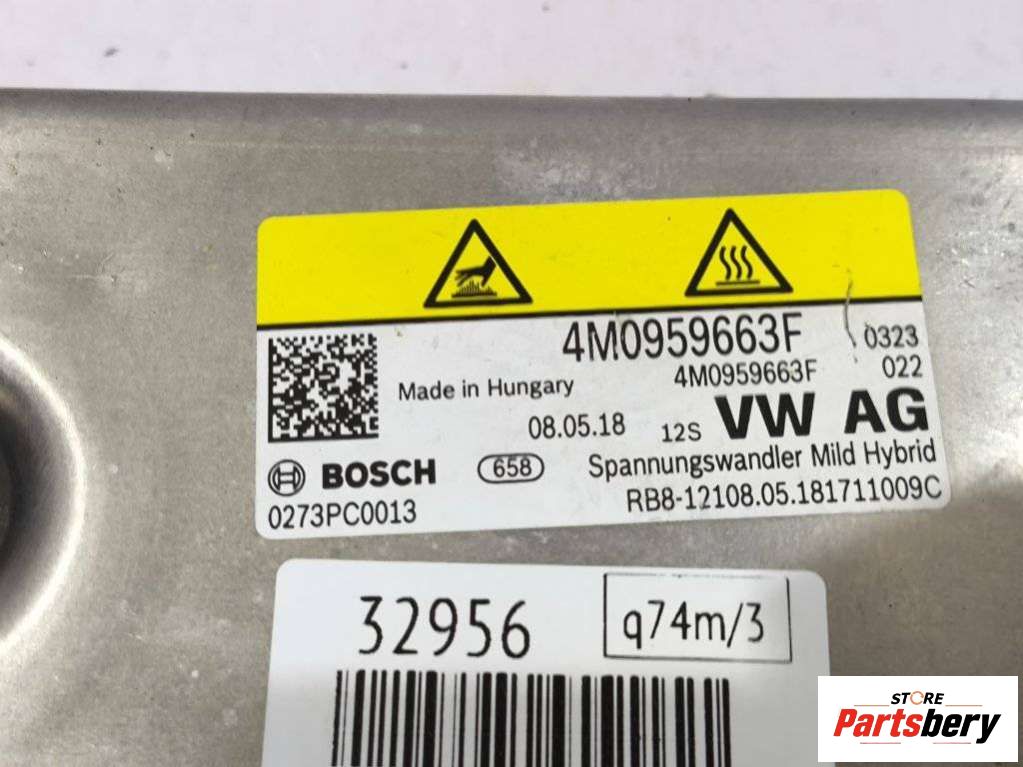 4M0959663F 0323
Made in Hungary 4M0959663F 022
08.05.18 12S VW AG
BOSCH 658 Spannungswandler Mild Hybrid
0273PC0013 RB8-12108.05.181711009C
32956 q74m/3
STORE
Partsbery